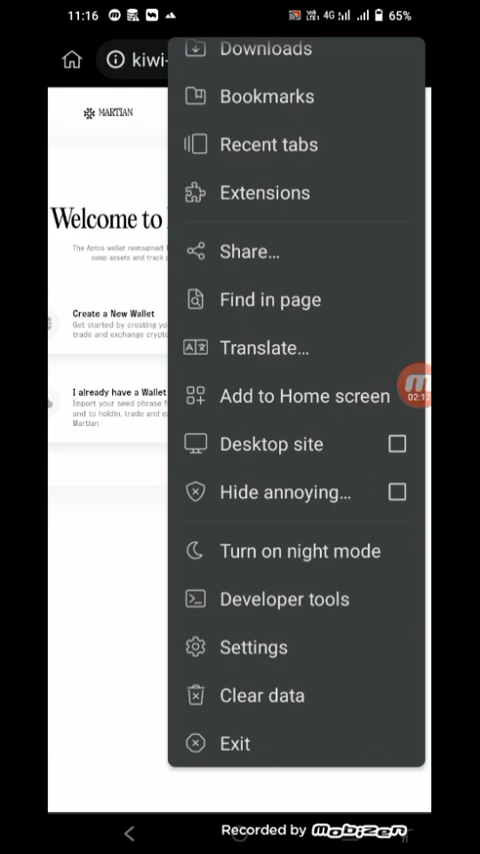 11:16
4G
65%
kiwi-
Downloads
Bookmarks
Recent tabs
Extensions
Share...
Find in page
Translate...
Add to Home screen
Desktop site
Hide annoying...
Turn on night mode
Developer tools
Settings
Clear data
Exit
MARTIAN
Welcome to
The Aptos wallet reimagined
swap assets and track
Create a New Wallet
Get started by creating yo
trade and exchange crypto
I already have a Wallet
Import your seed phrase f
and to holdin, trade and e
Martian
02:12
Recorded by Mobizen